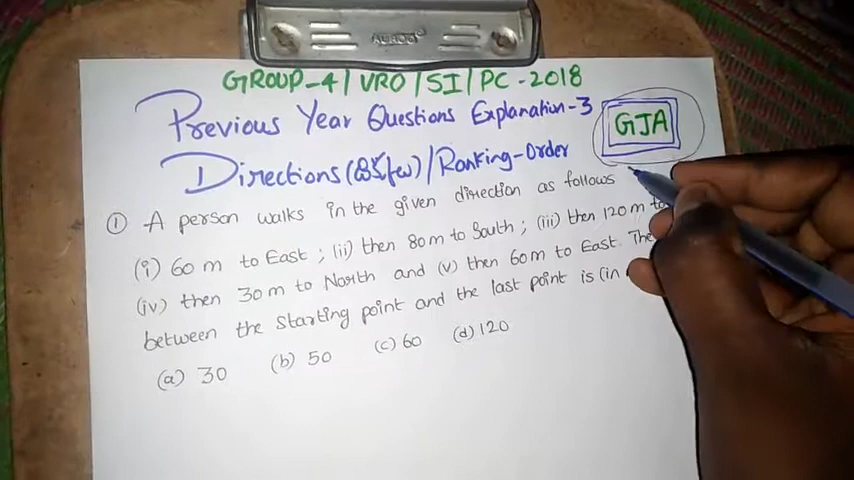 GROUP-4 / VRO / SI / PC - 2018
Previous Year Questions Explanation-3
GJA
Directions / Ranking-Order
① A person walks in the given direction as follows
(i) 60 m to East ; (ii) then 80 m to South ; (iii) then 120 m to
(iv) then 30 m to North and (v) then 60 m to East. The
between the starting point and the last point is (in
(a) 30 (b) 50 (c) 60 (d) 120